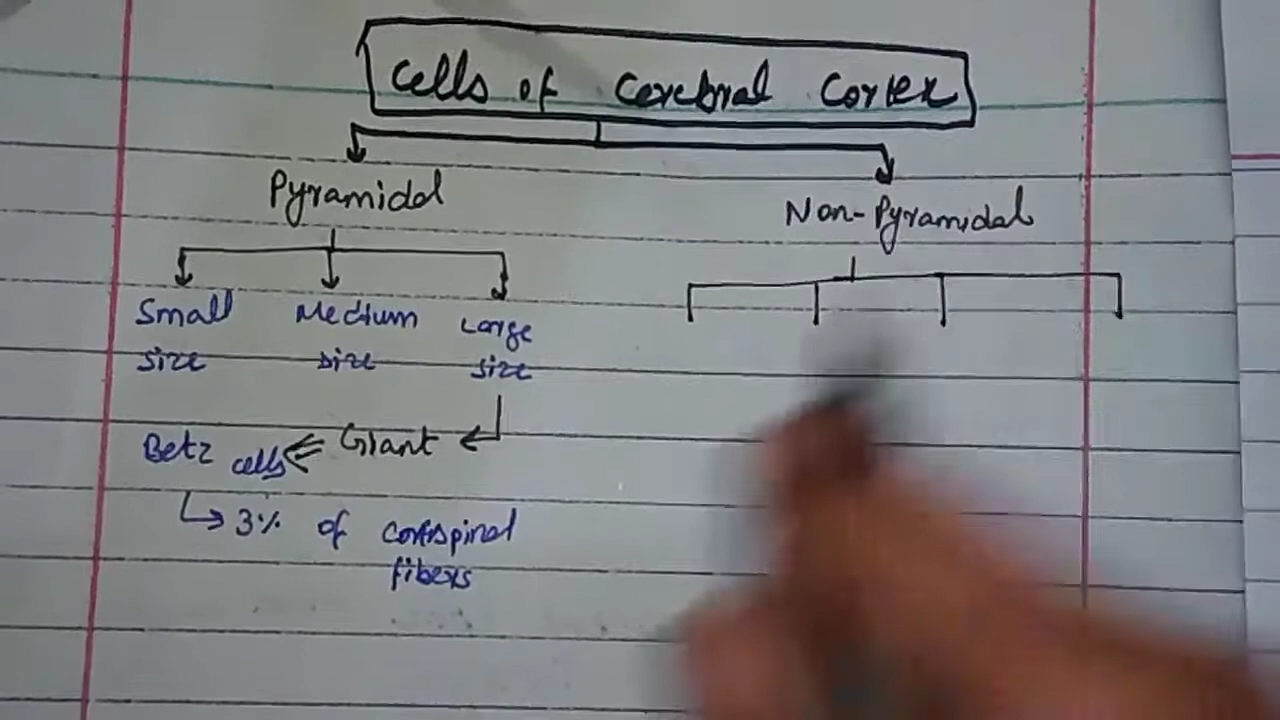 Cells of Cerebral Cortex
Pyramidal
Non-Pyramidal
Small size
Medium size
Large size
Betz cells Giant
3% of cortispinal
fibers